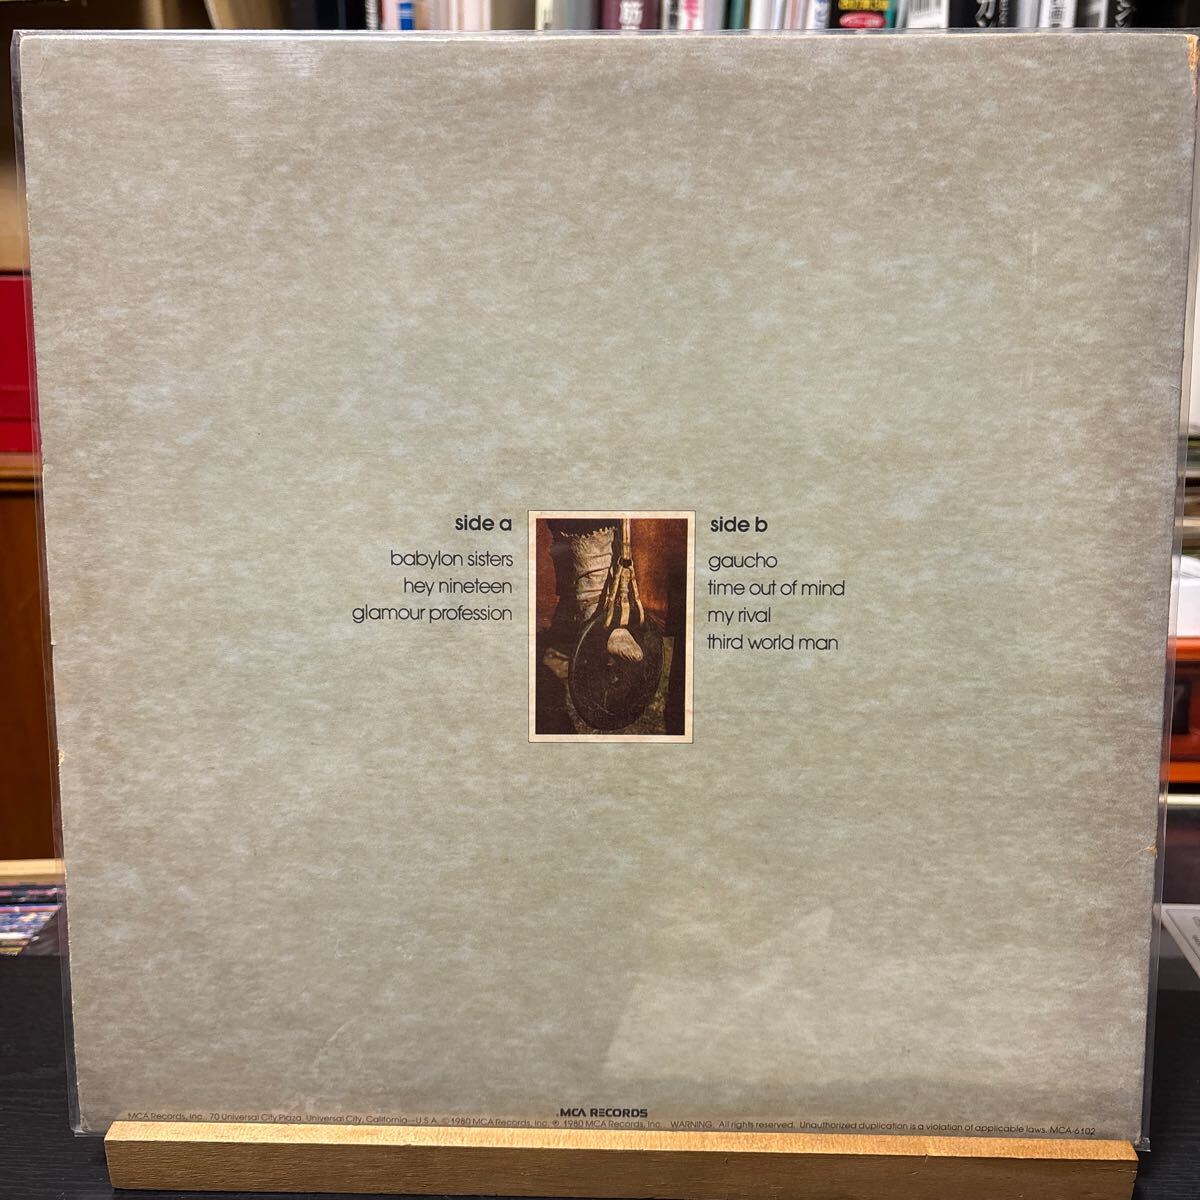 side a
babylon sisters
hey nineteen
glamour profession
side b
gaucho
time out of mind
my rival
third world man
MCA RECORDS
MCA Records, Inc., 70 Universal City Plaza, Universal City, California—U.S.A. © 1980 MCA Records, Inc. ℗ 1980 MCA Records, Inc. WARNING: All rights reserved. Unauthorized duplication is a violation of applicable laws. MCA-6102